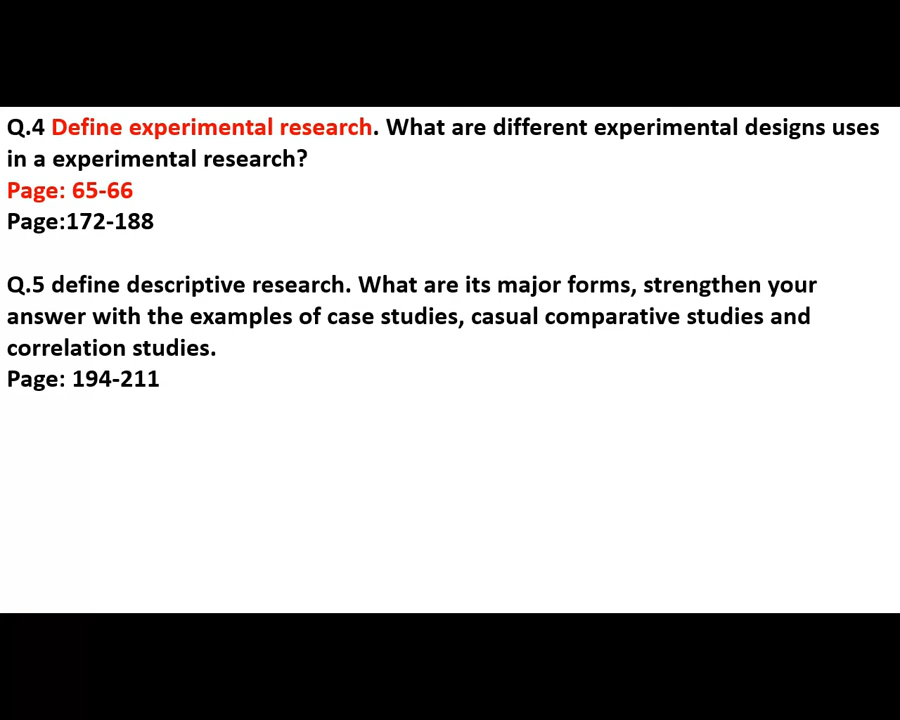 Q.4 Define experimental research. What are different experimental designs uses
in a experimental research?
Page: 65-66
Page:172-188
Q.5 define descriptive research. What are its major forms, strengthen your
answer with the examples of case studies, casual comparative studies and
correlation studies.
Page: 194-211